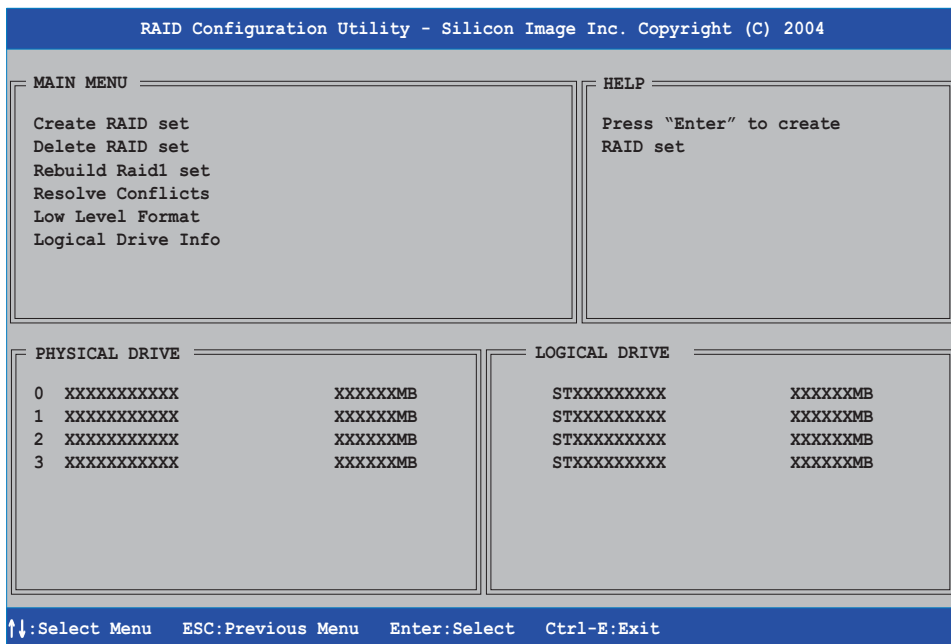 RAID Configuration Utility - Silicon Image Inc. Copyright (C) 2004
MAIN MENU
Create RAID set
Delete RAID set
Rebuild Raid1 set
Resolve Conflicts
Low Level Format
Logical Drive Info
HELP
Press “Enter” to create
RAID set
PHYSICAL DRIVE
0 XXXXXXXXXXX XXXXXXMB
1 XXXXXXXXXXX XXXXXXMB
2 XXXXXXXXXXX XXXXXXMB
3 XXXXXXXXXXX XXXXXXMB
LOGICAL DRIVE
STXXXXXXXXX XXXXXXMB
STXXXXXXXXX XXXXXXMB
STXXXXXXXXX XXXXXXMB
STXXXXXXXXX XXXXXXMB
↑↓:Select Menu ESC:Previous Menu Enter:Select Ctrl-E:Exit